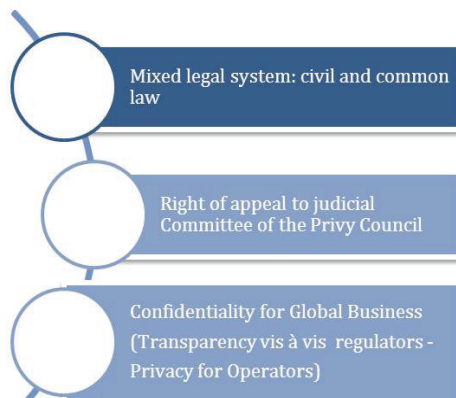 Mixed legal system: civil and common
law
Right of appeal to judicial
Committee of the Privy Council
Confidentiality for Global Business
(Transparency vis à vis regulators -
Privacy for Operators)